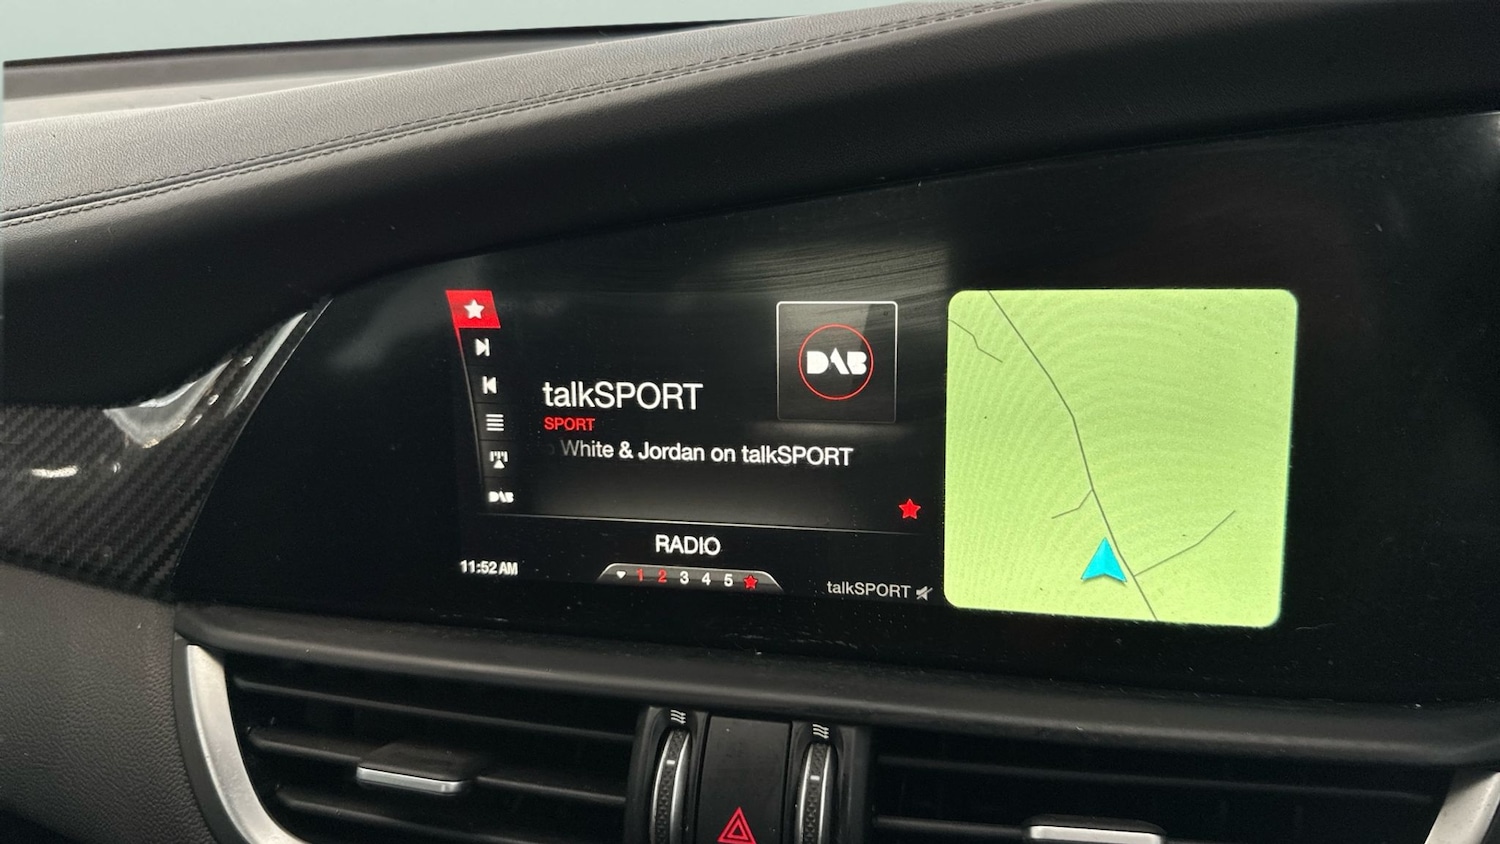 DAB
talkSPORT
SPORT
White & Jordan on talkSPORT
DAB
RADIO
11:52 AM
1 2 3 4 5
talkSPORT